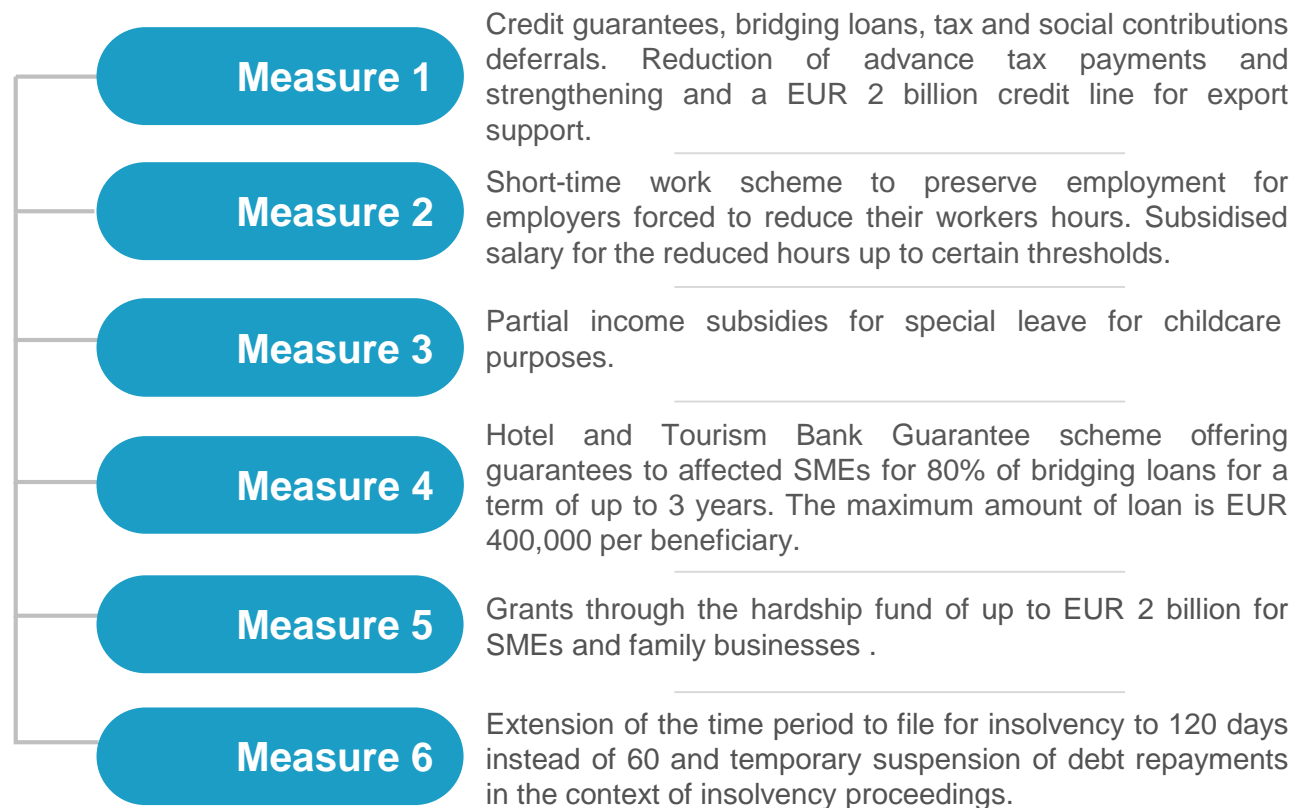 Measure 1
Credit guarantees, bridging loans, tax and social contributions
deferrals. Reduction of advance tax payments and
strengthening and a EUR 2 billion credit line for export
support.
Measure 2
Short-time work scheme to preserve employment for
employers forced to reduce their workers hours. Subsidised
salary for the reduced hours up to certain thresholds.
Measure 3
Partial income subsidies for special leave for childcare
purposes.
Measure 4
Hotel and Tourism Bank Guarantee scheme offering
guarantees to affected SMEs for 80% of bridging loans for a
term of up to 3 years. The maximum amount of loan is EUR
400,000 per beneficiary.
Measure 5
Grants through the hardship fund of up to EUR 2 billion for
SMEs and family businesses .
Measure 6
Extension of the time period to file for insolvency to 120 days
instead of 60 and temporary suspension of debt repayments
in the context of insolvency proceedings.